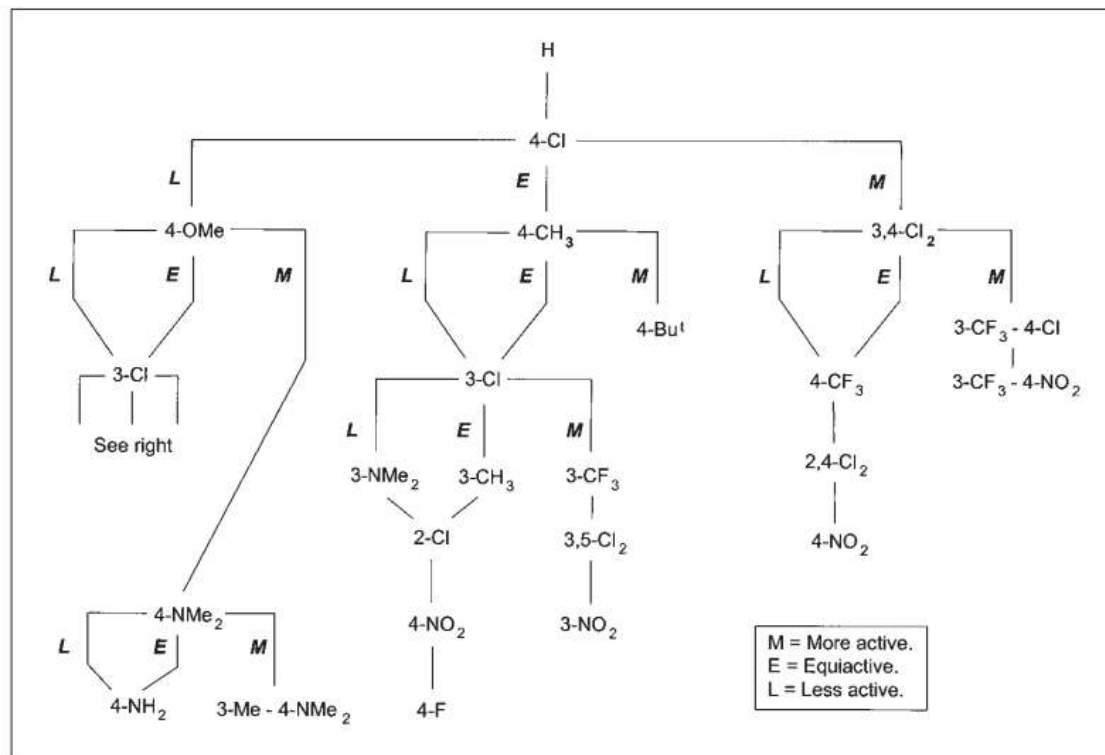 H
4-Cl
L
E
M
4-OMe
4-CH₃
3,4-Cl₂
L
E
M
L
E
M
L
E
M
4-Buᵗ
3-CF₃ - 4-Cl
3-Cl
3-Cl
4-CF₃
3-CF₃ - 4-NO₂
See right
L
E
M
3-NMe₂
3-CH₃
3-CF₃
2,4-Cl₂
2-Cl
3,5-Cl₂
4-NO₂
4-NMe₂
4-NO₂
3-NO₂
L
E
M
M = More active.
E = Equiactive.
L = Less active.
4-NH₂
3-Me - 4-NMe₂
4-F